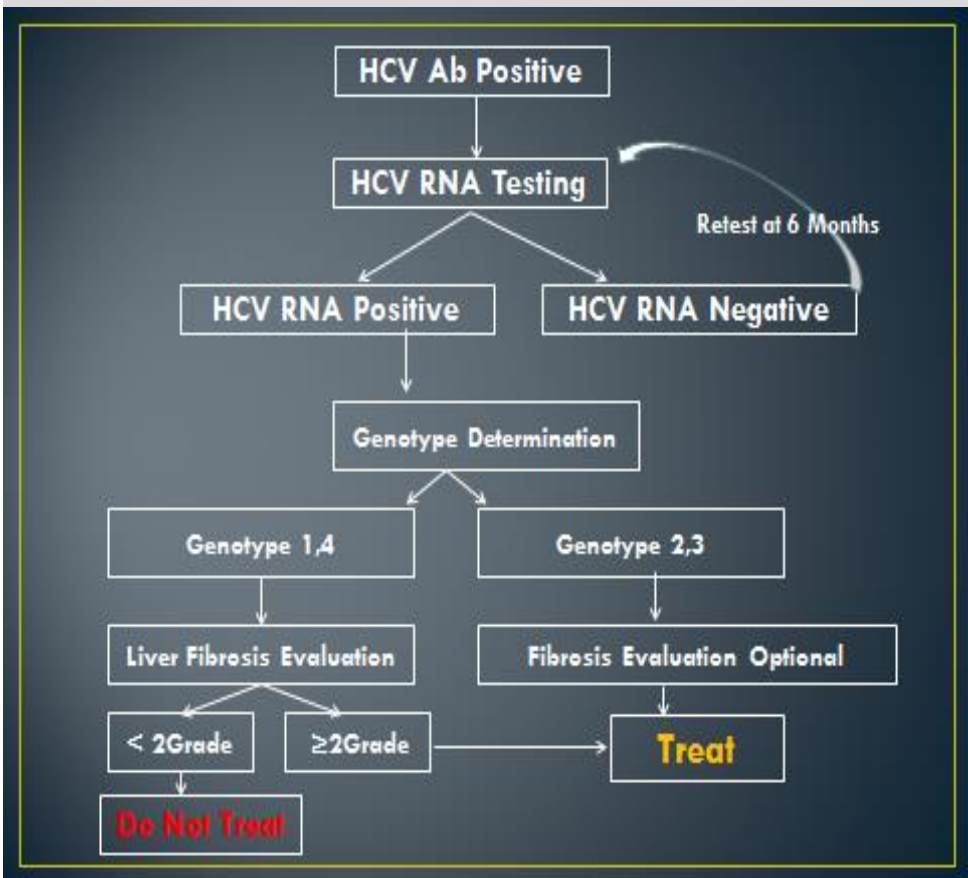 HCV Ab Positive
HCV RNA Testing
Retest at 6 Months
HCV RNA Positive
HCV RNA Negative
Genotype Determination
Genotype 1,4
Genotype 2,3
Liver Fibrosis Evaluation
Fibrosis Evaluation Optional
< 2Grade
≥2Grade
Treat
Do Not Treat